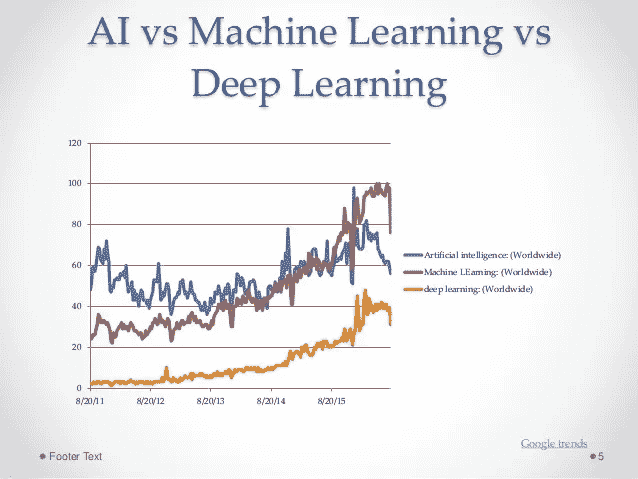 AI vs Machine Learning vs
Deep Learning
120
100
80
60
40
20
0
8/20/11 8/20/12 8/20/13 8/20/14 8/20/15
Artificial intelligence: (Worldwide)
Machine LEarning: (Worldwide)
deep learning: (Worldwide)
Google trends
Footer Text
5